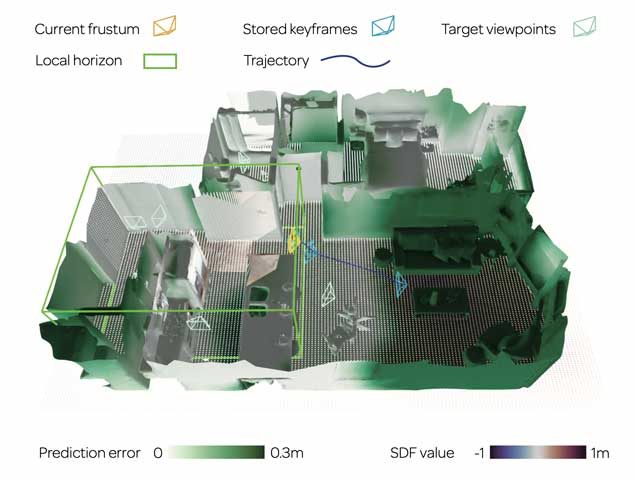 Current frustum Stored keyframes Target viewpoints
Local horizon Trajectory
Prediction error 0 0.3m SDF value -1 1m